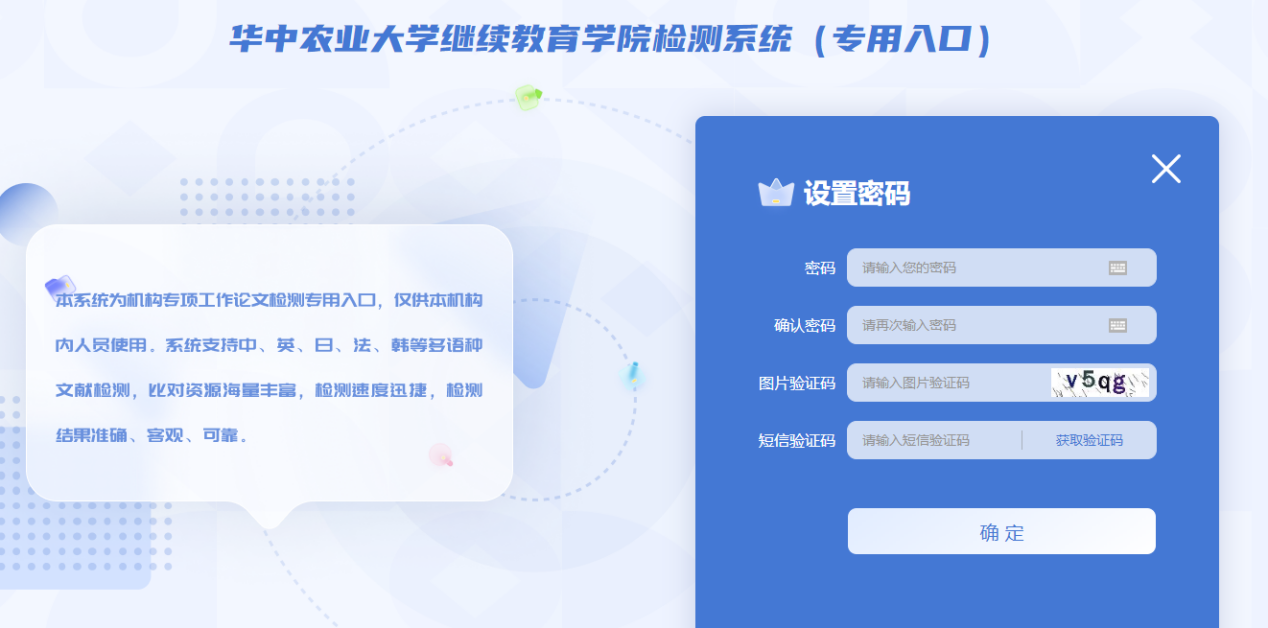 华中农业大学继续教育学院检测系统（专用入口）
本系统为机构专项工作论文检测专用入口，仅供本机构
内人员使用。系统支持中、英、日、法、韩等多语种
文献检测，比对资源海量丰富，检测速度迅捷，检测
结果准确、客观、可靠。
设置密码
密码 请输入您的密码
确认密码 请再次输入密码
图片验证码 请输入图片验证码 v5qg
短信验证码 请输入短信验证码 获取验证码
确 定